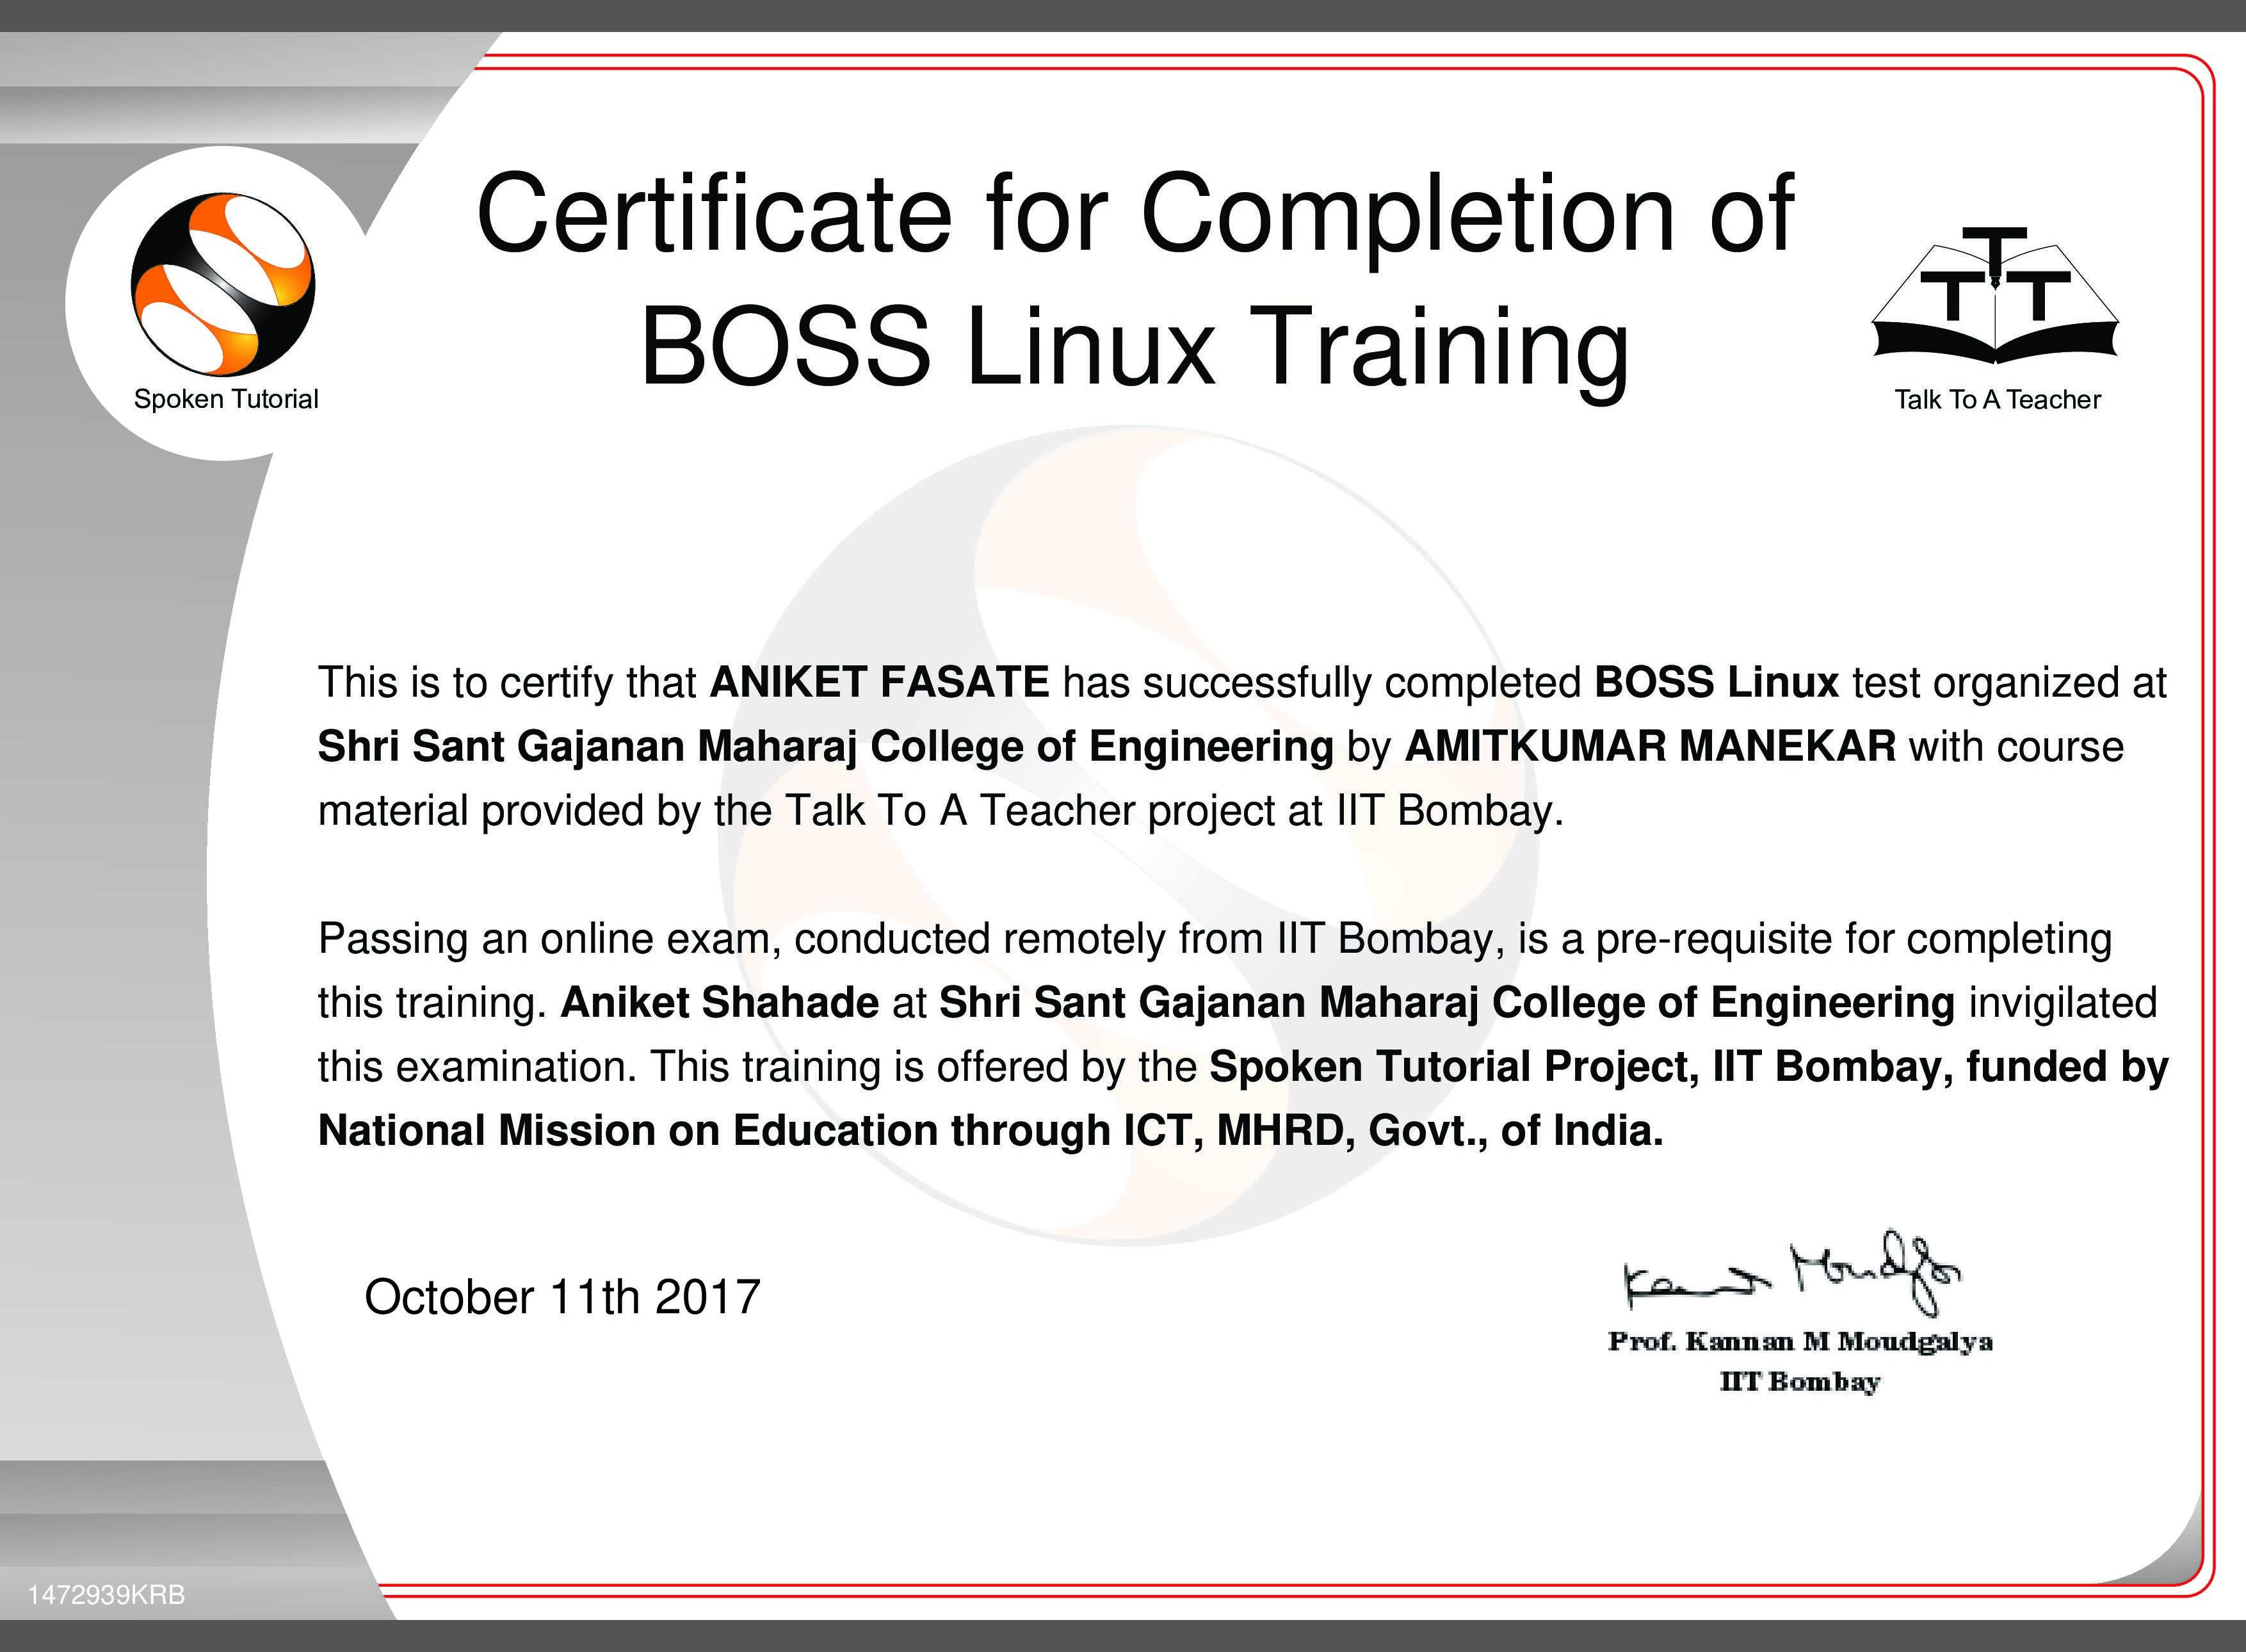 Certificate for Completion of
BOSS Linux Training
Spoken Tutorial
T
T T
Talk To A Teacher
This is to certify that ANIKET FASATE has successfully completed BOSS Linux test organized at
Shri Sant Gajanan Maharaj College of Engineering by AMITKUMAR MANEKAR with course
material provided by the Talk To A Teacher project at IIT Bombay.
Passing an online exam, conducted remotely from IIT Bombay, is a pre-requisite for completing
this training. Aniket Shahade at Shri Sant Gajanan Maharaj College of Engineering invigilated
this examination. This training is offered by the Spoken Tutorial Project, IIT Bombay, funded by
National Mission on Education through ICT, MHRD, Govt., of India.
October 11th 2017
Kannan Moudgalya
Prof. Kannan M Moudgalya
IIT Bombay
1472939KRB